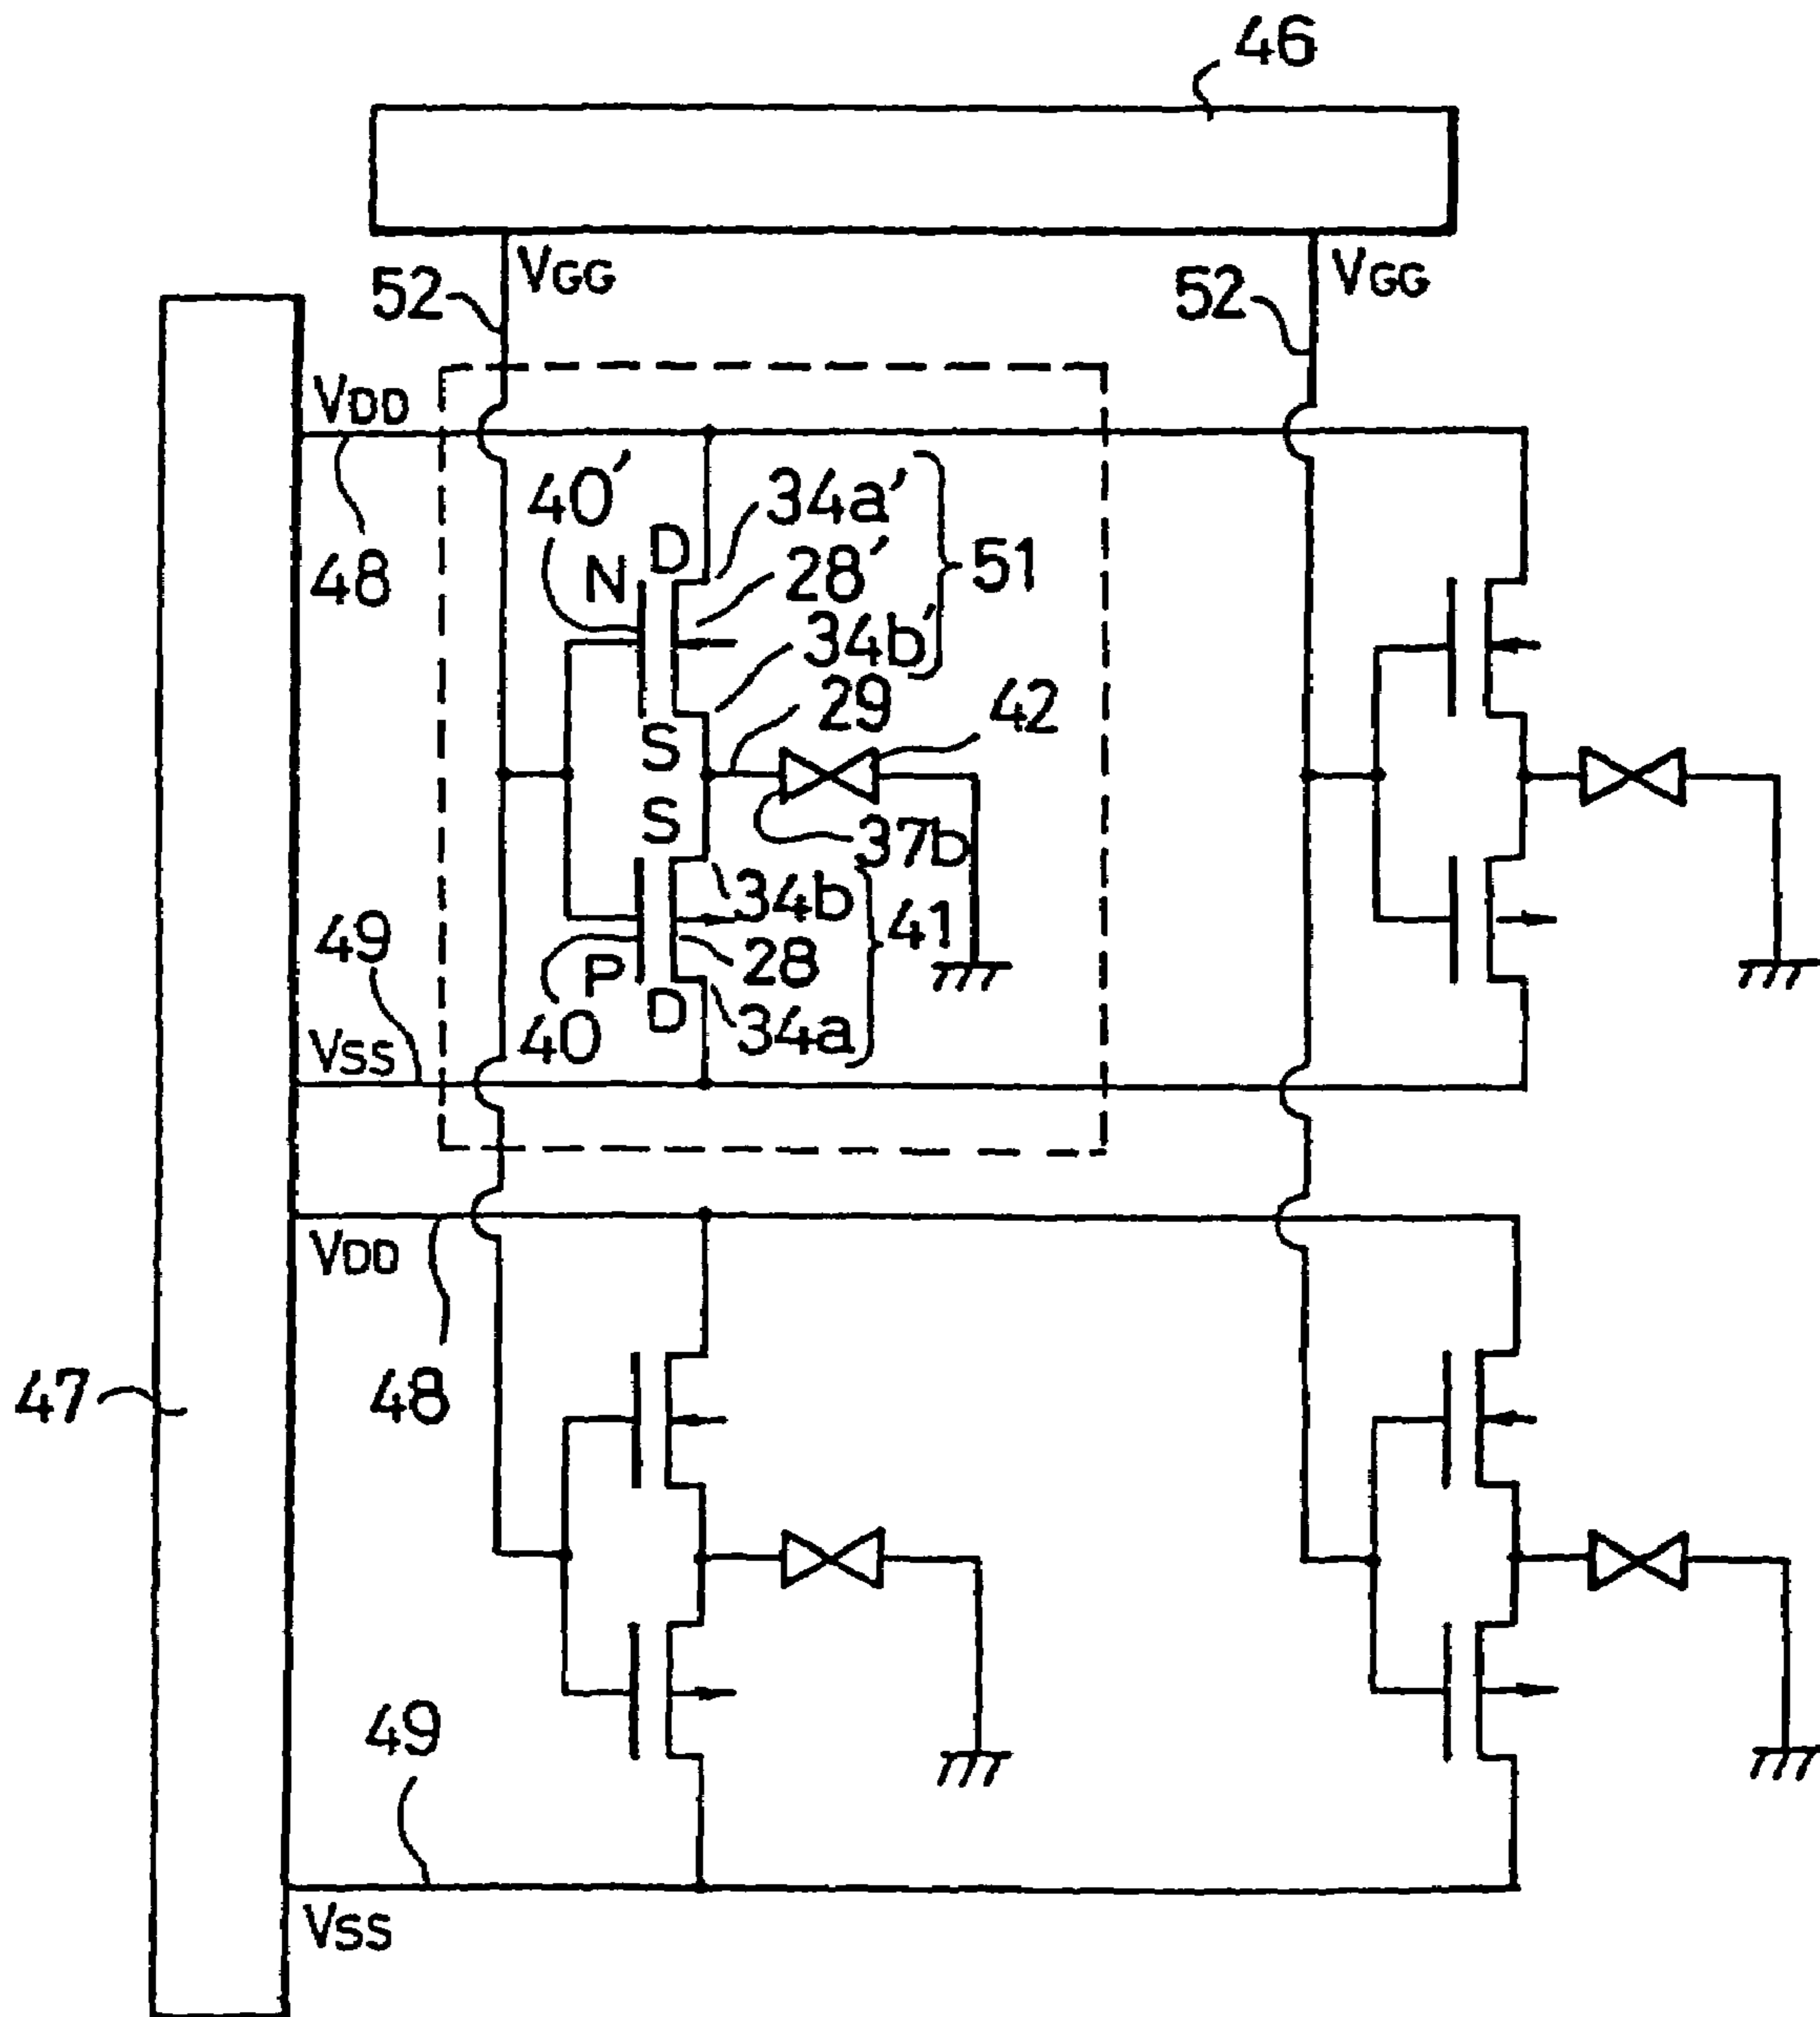 46
VGG VGG
52 52
VDD
40' 34a'
D
48 N 28' 51
34b'
29 42
S
S
37b
34b
49 41
P 28
40 D 34a
VSS
VDD
47 48
49
VSS